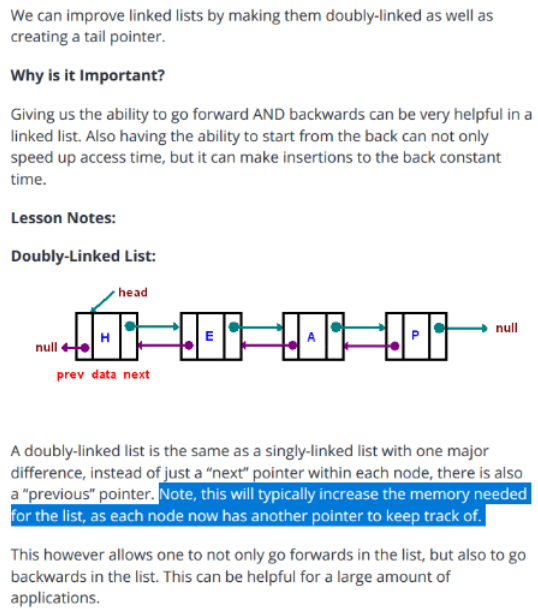 We can improve linked lists by making them doubly-linked as well as
creating a tail pointer.
Why is it Important?
Giving us the ability to go forward AND backwards can be very helpful in a
linked list. Also having the ability to start from the back can not only
speed up access time, but it can make insertions to the back constant
time.
Lesson Notes:
Doubly-Linked List:
head
H E A P null
null
prev data next
A doubly-linked list is the same as a singly-linked list with one major
difference, instead of just a “next” pointer within each node, there is also
a “previous” pointer. Note, this will typically increase the memory needed
for the list, as each node now has another pointer to keep track of.
This however allows one to not only go forwards in the list, but also to go
backwards in the list. This can be helpful for a large amount of
applications.